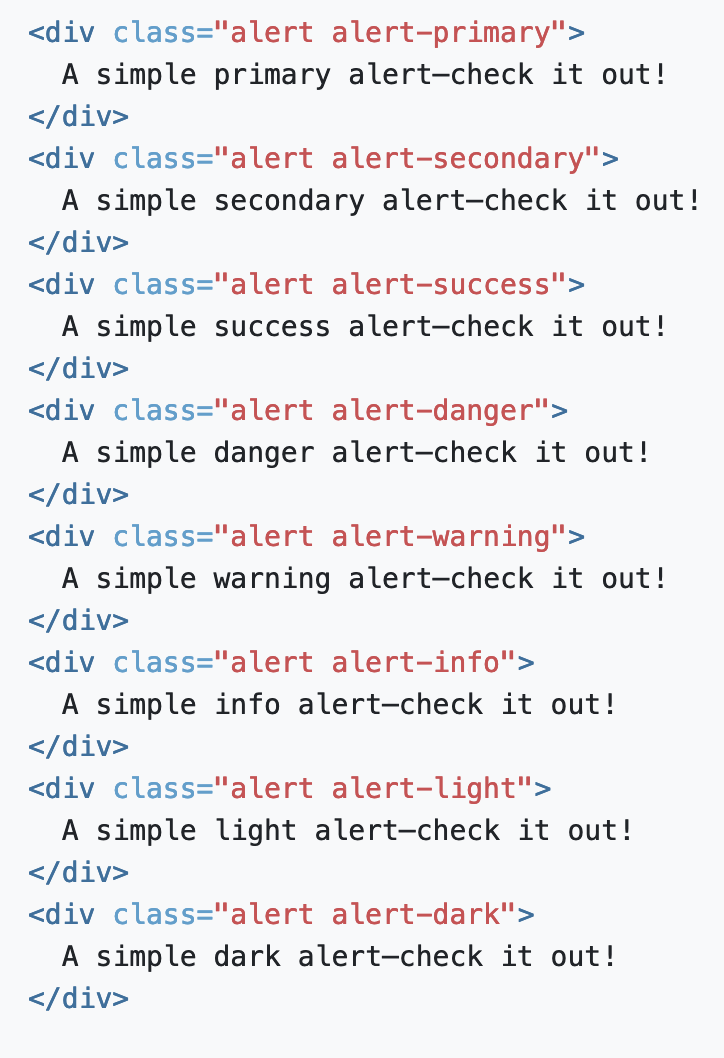 <div class="alert alert-primary">
  A simple primary alert—check it out!
</div>
<div class="alert alert-secondary">
  A simple secondary alert—check it out!
</div>
<div class="alert alert-success">
  A simple success alert—check it out!
</div>
<div class="alert alert-danger">
  A simple danger alert—check it out!
</div>
<div class="alert alert-warning">
  A simple warning alert—check it out!
</div>
<div class="alert alert-info">
  A simple info alert—check it out!
</div>
<div class="alert alert-light">
  A simple light alert—check it out!
</div>
<div class="alert alert-dark">
  A simple dark alert—check it out!
</div>